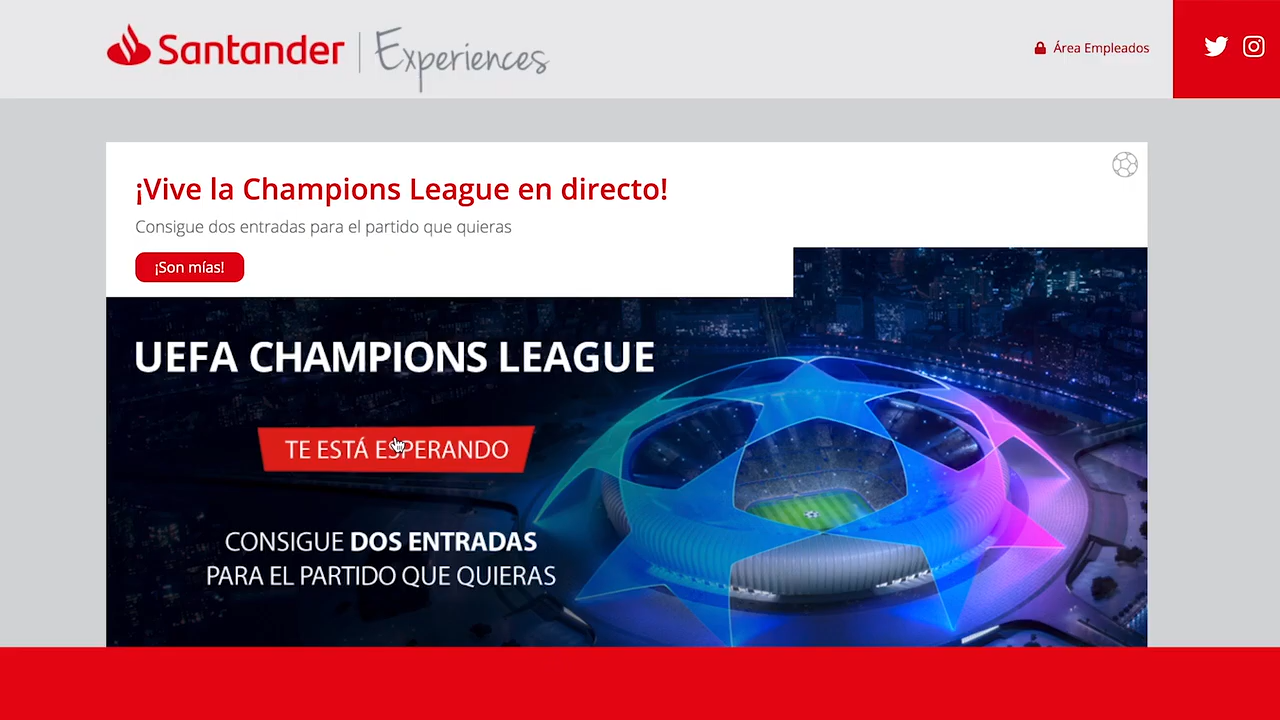 Santander Experiences
Área Empleados
¡Vive la Champions League en directo!
Consigue dos entradas para el partido que quieras
¡Son mías!
UEFA CHAMPIONS LEAGUE
TE ESTÁ ESPERANDO
CONSIGUE DOS ENTRADAS
PARA EL PARTIDO QUE QUIERAS